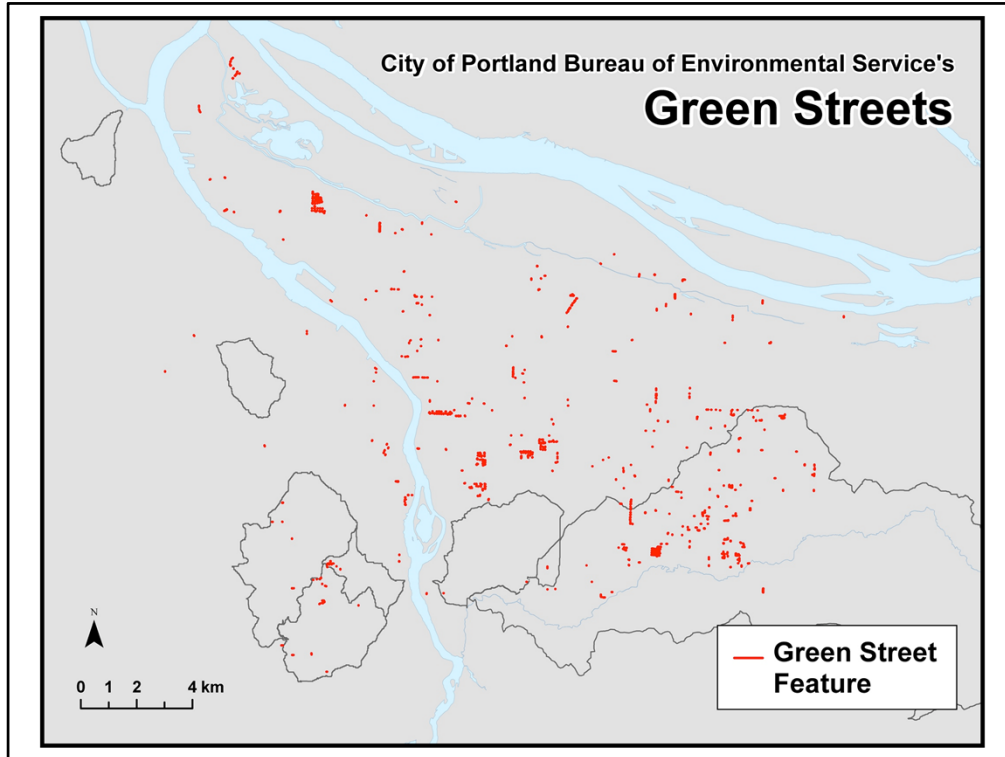 City of Portland Bureau of Environmental Service's
Green Streets
N
0 1 2 4 km
Green Street
Feature